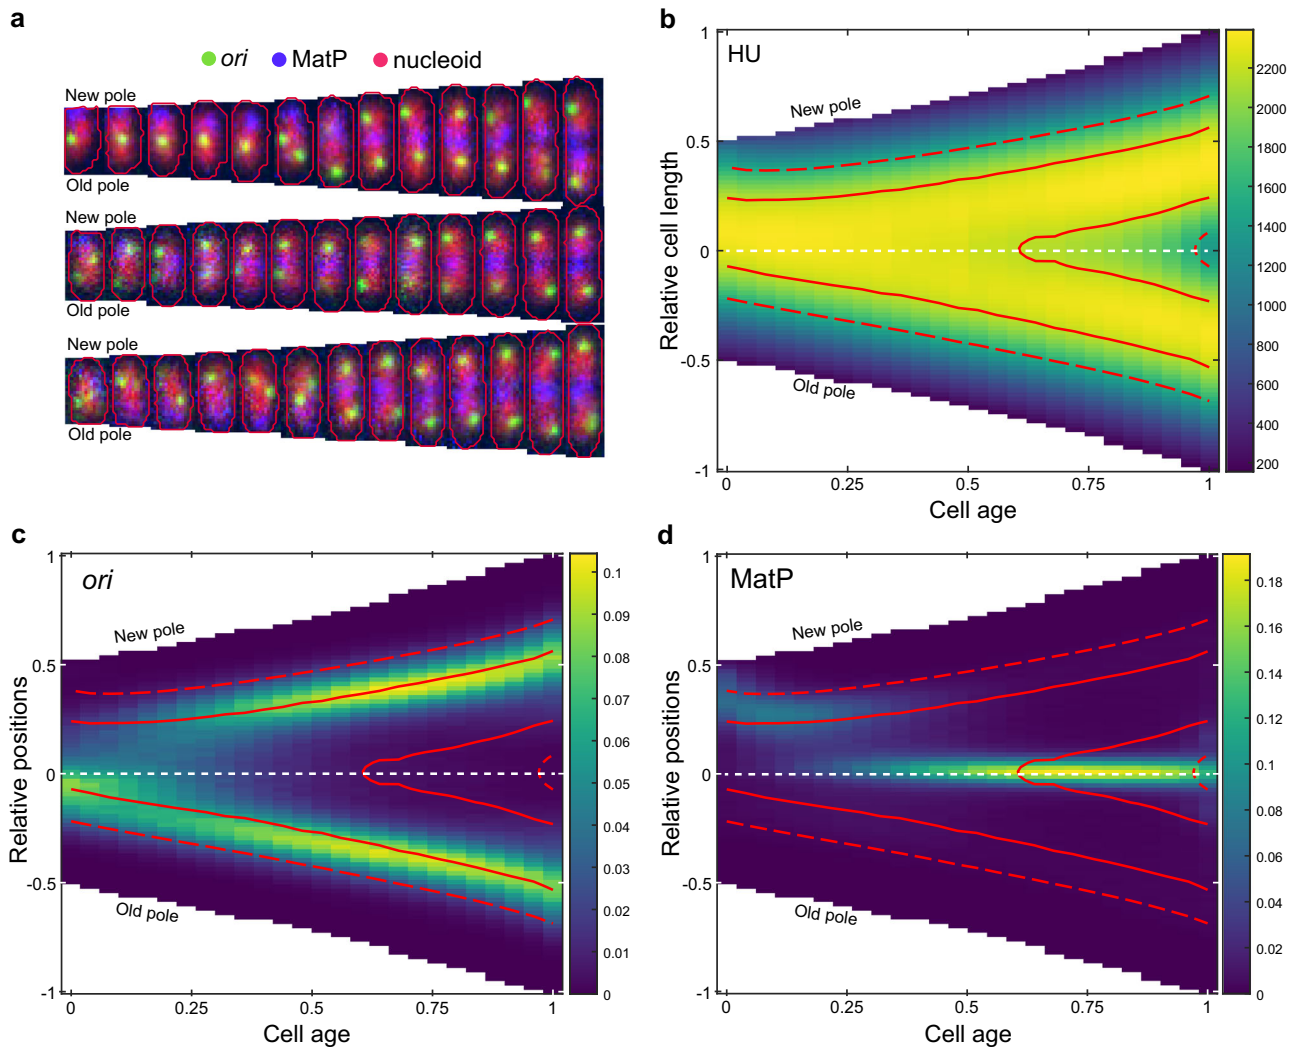 a
ori MatP nucleoid
New pole
Old pole
New pole
Old pole
New pole
Old pole
b
HU
New pole
Old pole
1
0.5
0
-0.5
-1
Relative cell length
0 0.25 0.5 0.75 1
Cell age
2200
2000
1800
1600
1400
1200
1000
800
600
400
200
c
ori
New pole
Old pole
1
0.5
0
-0.5
-1
Relative positions
0 0.25 0.5 0.75 1
Cell age
0.1
0.09
0.08
0.07
0.06
0.05
0.04
0.03
0.02
0.01
0
d
MatP
New pole
Old pole
1
0.5
0
-0.5
-1
Relative positions
0 0.25 0.5 0.75 1
Cell age
0.18
0.16
0.14
0.12
0.1
0.08
0.06
0.04
0.02
0